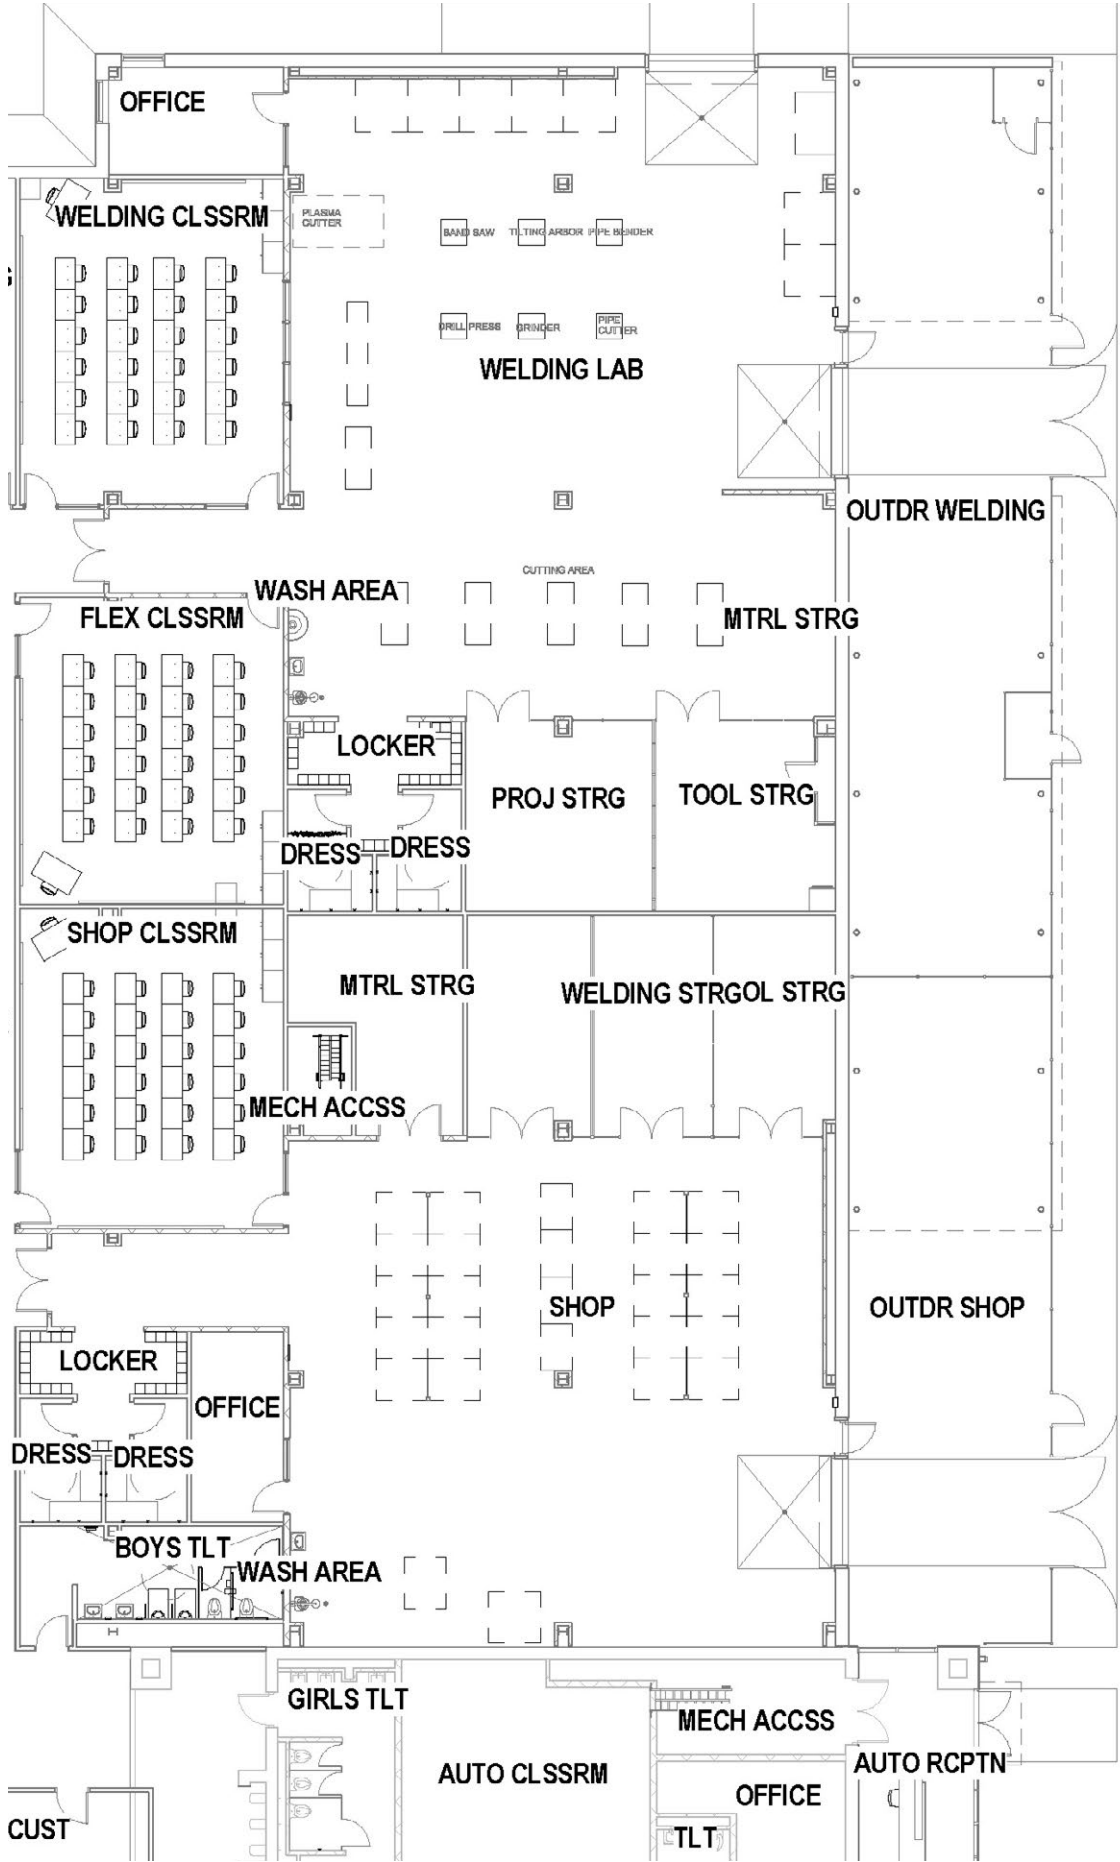 OFFICE
WELDING CLSSRM
PLASMA
CUTTER
BAND SAW
TILTING ARBOR
PIPE BENDER
DRILL PRESS
GRINDER
PIPE
CUTTER
WELDING LAB
OUTDR WELDING
CUTTING AREA
WASH AREA
FLEX CLSSRM
MTRL STRG
LOCKER
PROJ STRG
TOOL STRG
DRESS
DRESS
SHOP CLSSRM
MTRL STRG
WELDING STRG
OL STRG
MECH ACCSS
SHOP
OUTDR SHOP
LOCKER
OFFICE
DRESS
DRESS
BOYS TLT
WASH AREA
GIRLS TLT
MECH ACCSS
AUTO CLSSRM
AUTO RCPTN
OFFICE
CUST
TLT